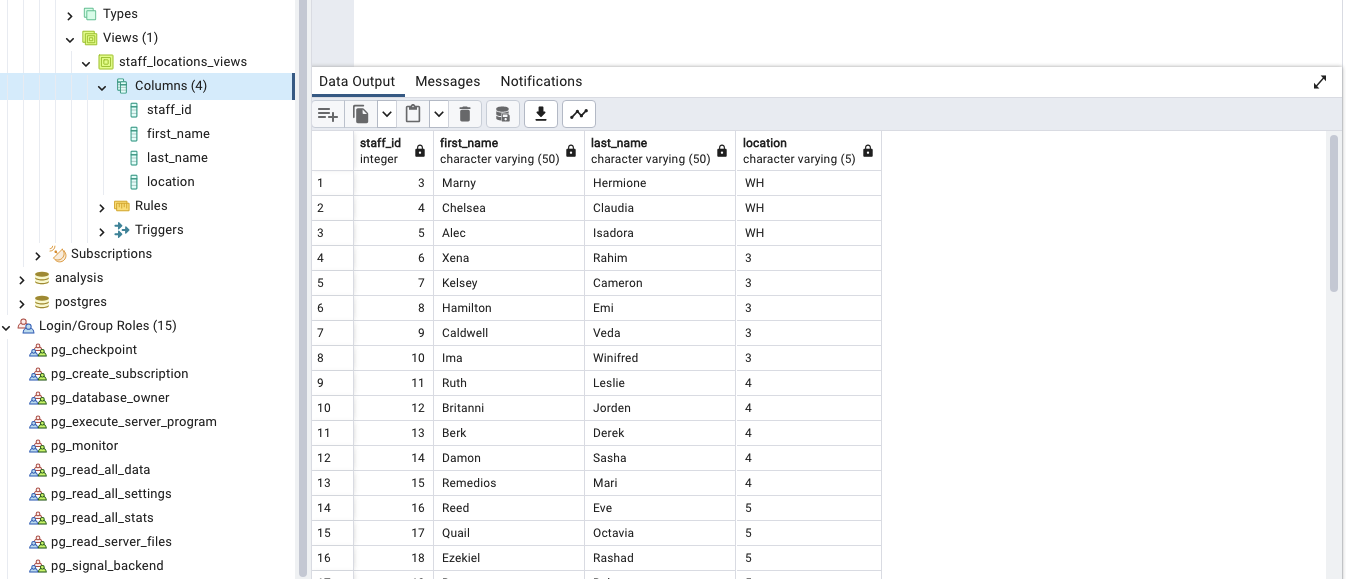 Types
Views (1)
staff_locations_views
Columns (4)
staff_id
first_name
last_name
location
Rules
Triggers
Subscriptions
analysis
postgres
Login/Group Roles (15)
pg_checkpoint
pg_create_subscription
pg_database_owner
pg_execute_server_program
pg_monitor
pg_read_all_data
pg_read_all_settings
pg_read_all_stats
pg_read_server_files
pg_signal_backend
Data Output Messages Notifications
staff_id first_name last_name location
integer character varying (50) character varying (50) character varying (5)
1 3 Marny Hermione WH
2 4 Chelsea Claudia WH
3 5 Alec Isadora WH
4 6 Xena Rahim 3
5 7 Kelsey Cameron 3
6 8 Hamilton Emi 3
7 9 Caldwell Veda 3
8 10 Ima Winifred 3
9 11 Ruth Leslie 4
10 12 Britanni Jorden 4
11 13 Berk Derek 4
12 14 Damon Sasha 4
13 15 Remedios Mari 4
14 16 Reed Eve 5
15 17 Quail Octavia 5
16 18 Ezekiel Rashad 5